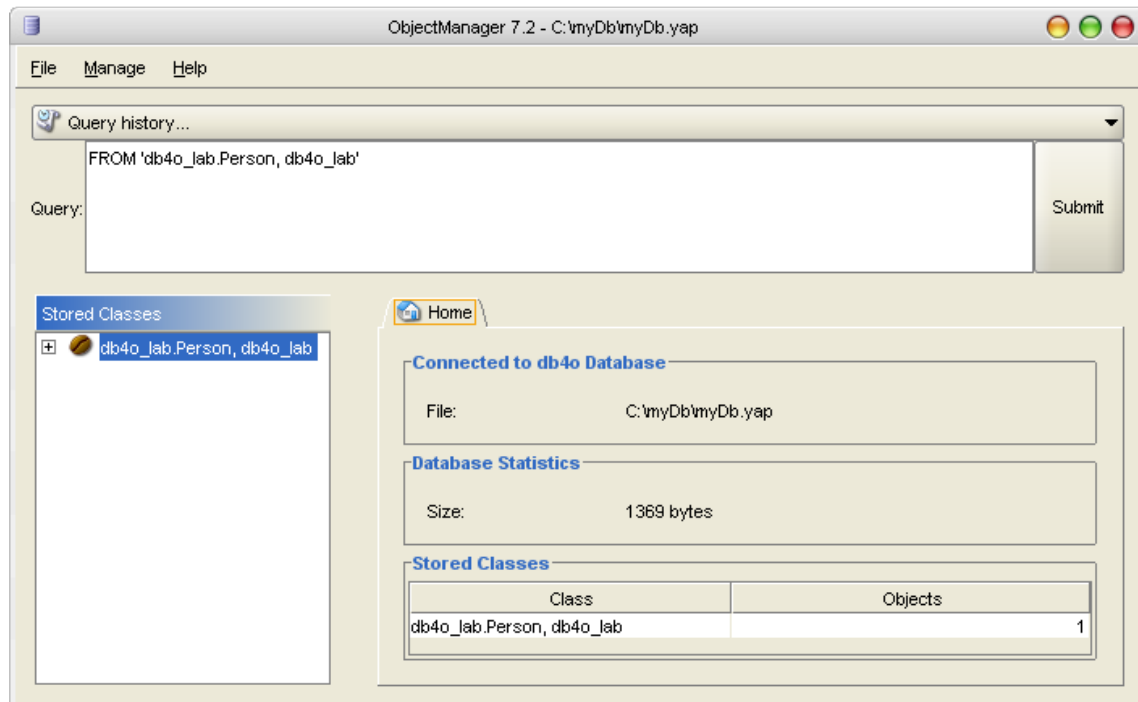 ObjectManager 7.2 - C:\myDb\myDb.yap
File Manage Help
Query history...
Query:
FROM 'db4o_lab.Person, db4o_lab'
Submit
Stored Classes
db4o_lab.Person, db4o_lab
Home
Connected to db4o Database
File: C:\myDb\myDb.yap
Database Statistics
Size: 1369 bytes
Stored Classes
Class Objects
db4o_lab.Person, db4o_lab 1